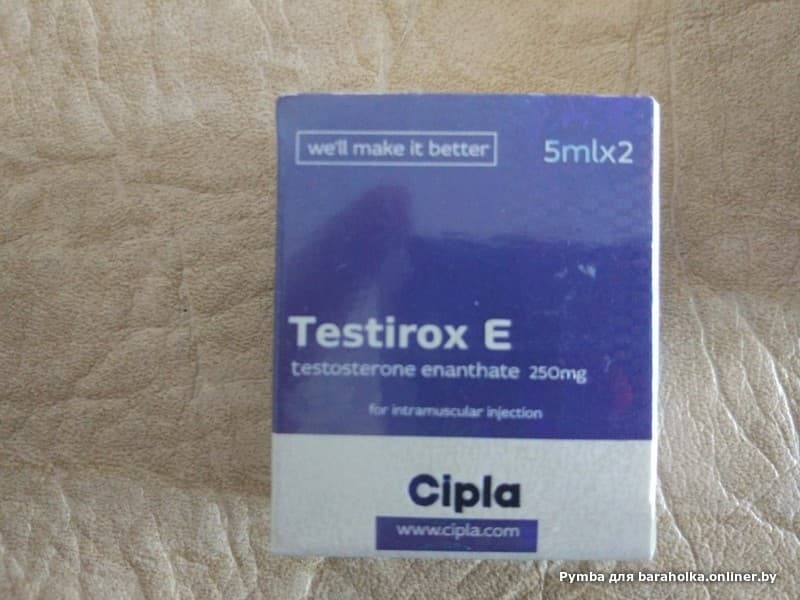 we'll make it better
5mlx2
Testirox E
testosterone enanthate 250mg
for intramuscular injection
Cipla
www.cipla.com
Pymba для baraholka.onliner.by